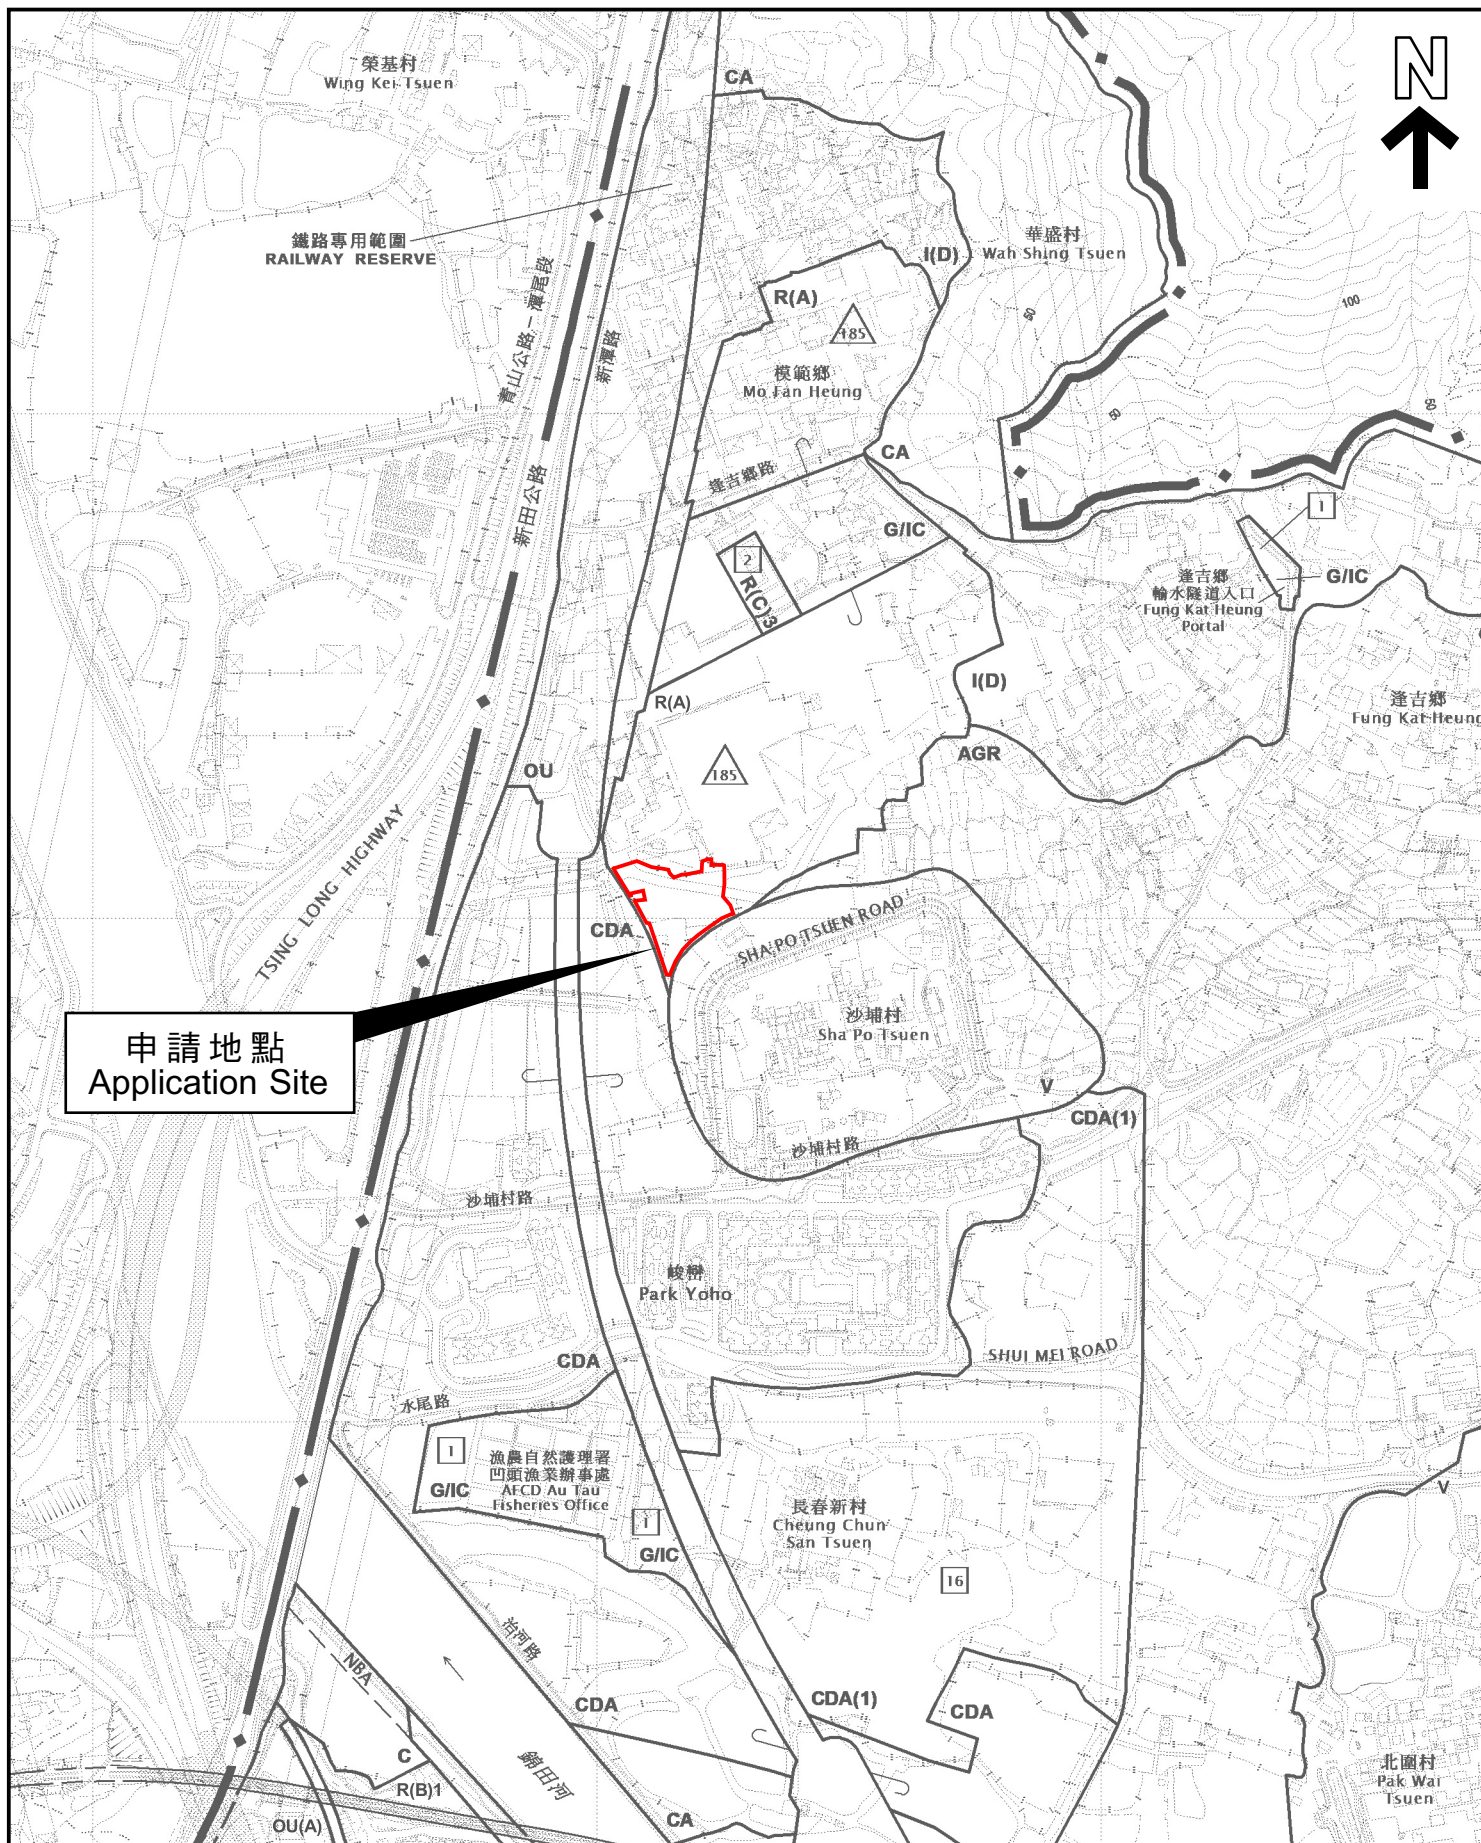 N
榮基村
Wing Kei Tsuen
CA
鐵路專用範圍
RAILWAY RESERVE
華盛村
Wah Shing Tsuen
I(D)
R(A)
185
模範鄉
Mo Fan Heung
青山公路－潭尾段
新潭路
50
100
50
50
CA
逢吉鄉路
新田公路
G/IC
1
2
R(C)3
逢吉鄉
輸水隧道入口
Fung Kat Heung
Portal
G/IC
I(D)
R(A)
逢吉鄉
Fung Kat Heung
AGR
OU
185
TSING LONG HIGHWAY
CDA
SHA PO TSUEN ROAD
沙埔村
Sha Po Tsuen
申請地點
Application Site
V
CDA(1)
沙埔村路
沙埔村路
峻巒
Park Yoho
SHUI MEI ROAD
CDA
水尾路
1
G/IC
漁農自然護理署
凹頭漁業辦事處
AFCD Au Tau
Fisheries Office
V
長春新村
Cheung Chun
San Tsuen
1
G/IC
16
治河路
NBA
CDA
CDA(1)
CDA
C
R(B)1
錦田河
北圍村
Pak Wai
Tsuen
CA
OU(A)